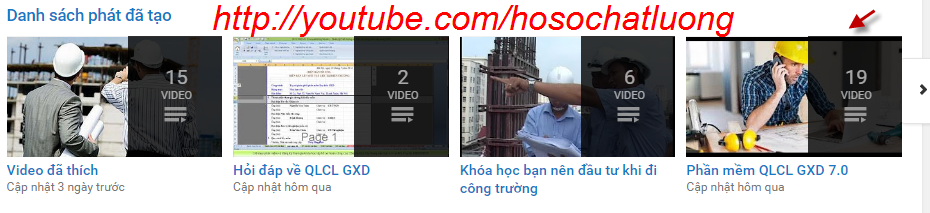 Danh sách phát đã tạo
http://youtube.com/hosochatluong
15
VIDEO
2
VIDEO
Page 1
6
VIDEO
19
VIDEO
Video đã thích
Cập nhật 3 ngày trước
Hỏi đáp về QLCL GXD
Cập nhật hôm qua
Khóa học bạn nên đầu tư khi đi
công trường
Phần mềm QLCL GXD 7.0
Cập nhật hôm qua